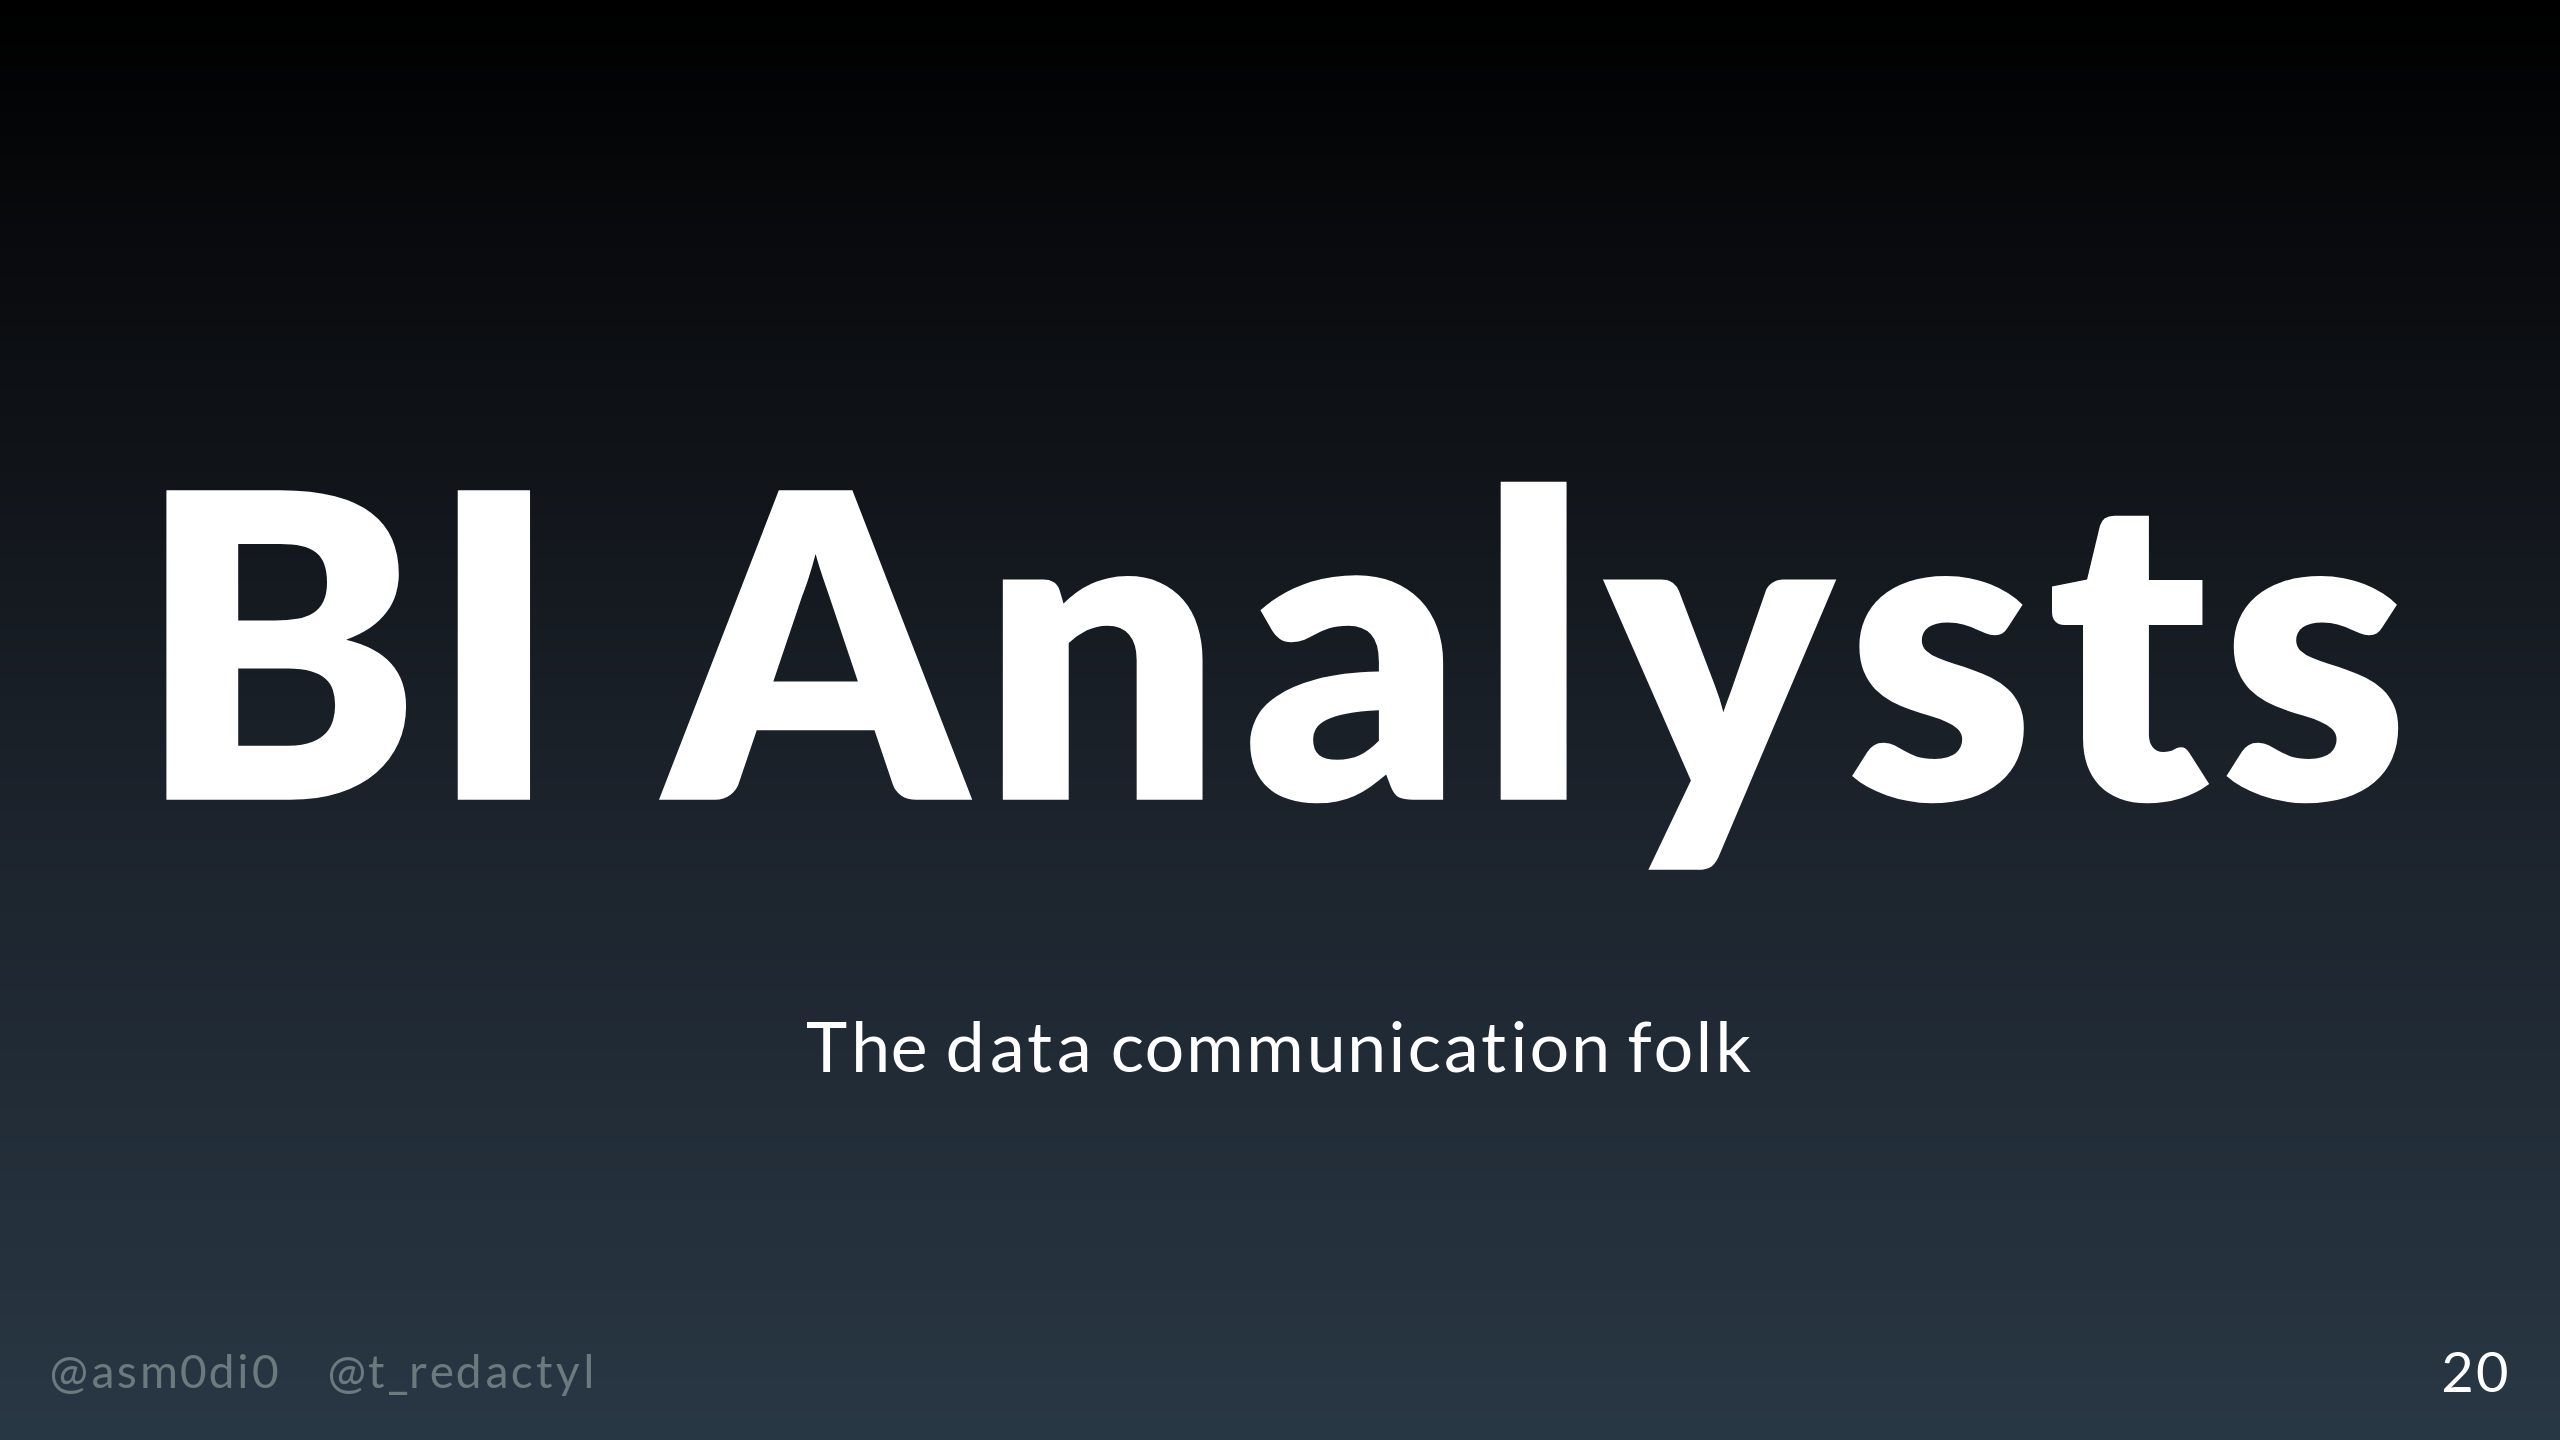 BI Analysts
The data communication folk
@asm0di0 @t_redactyl
20